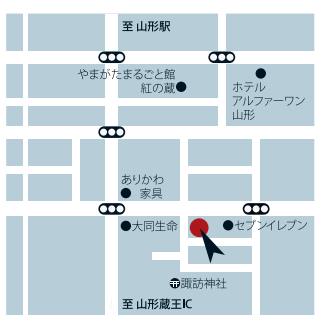 至 山形駅
やまがたまるごと館
紅の蔵
ホテル
アルファーワン
山形
ありかわ
家具
大同生命
セブンイレブン
諏訪神社
至 山形蔵王IC